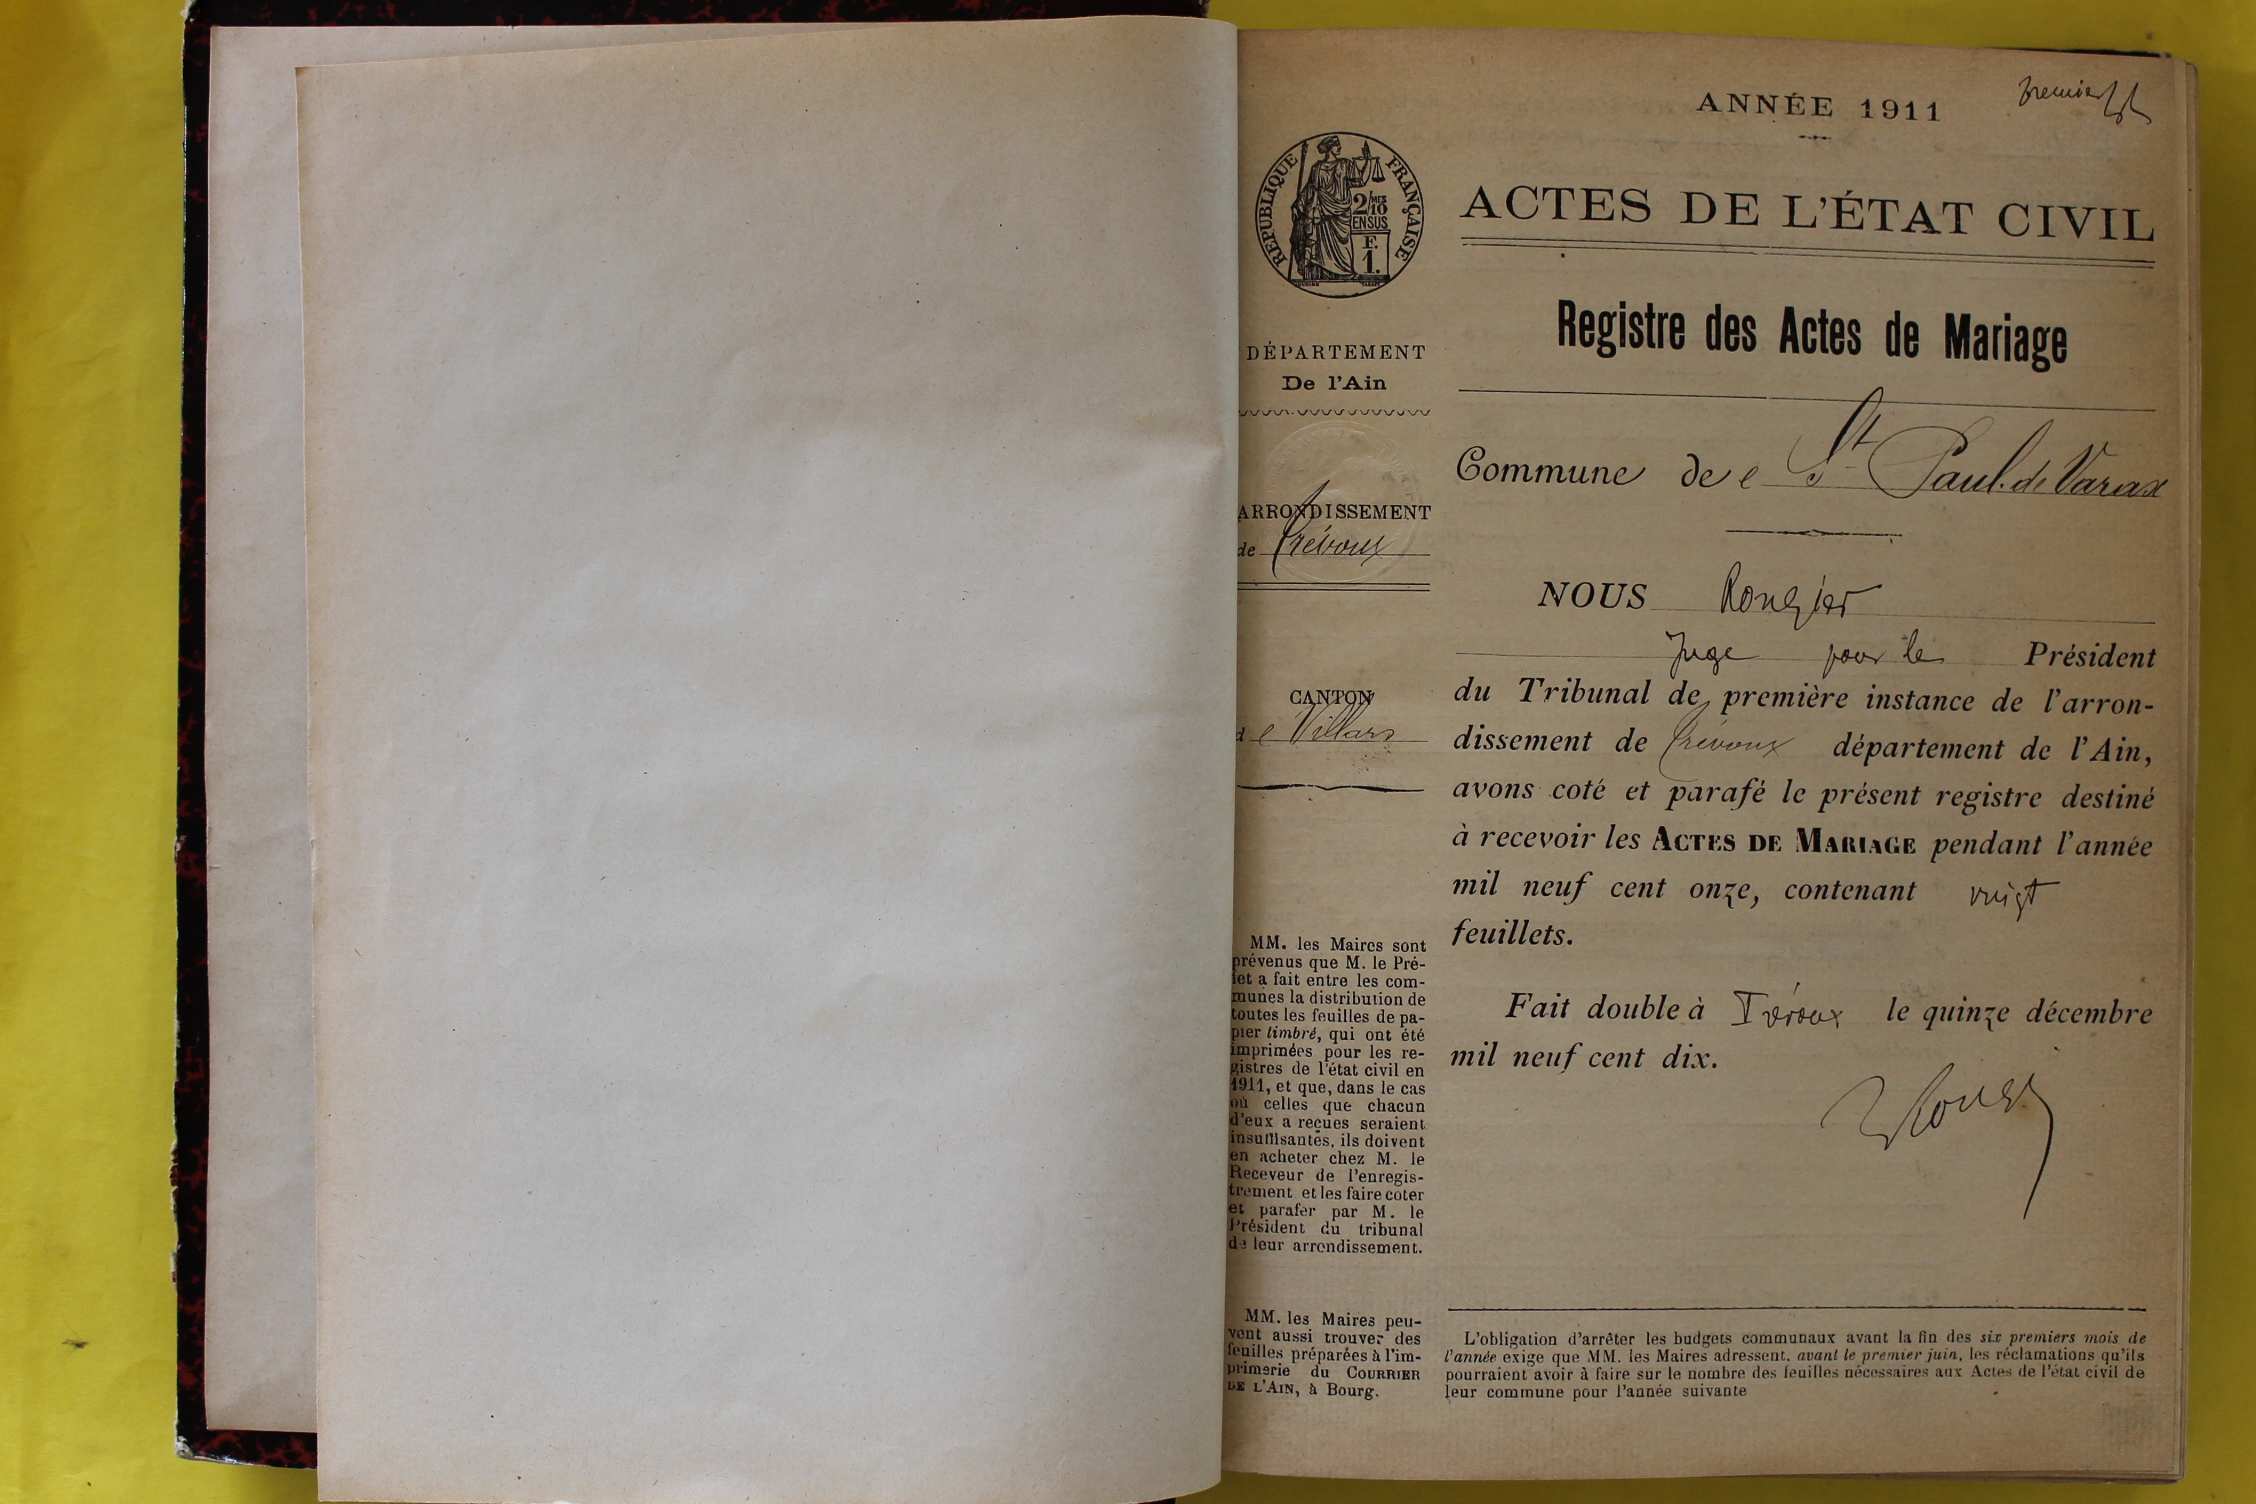 ANNÉE 1911
premier
RÉPUBLIQUE FRANÇAISE
2/10MES
EN SUS
F.
1.
ACTES DE L'ÉTAT CIVIL
Registre des Actes de Mariage
DÉPARTEMENT
De l'Ain
ARRONDISSEMENT
de Trévoux
CANTON
de Villars
MM. les Maires sont
prévenus que M. le Pré-
fet a fait entre les com-
munes la distribution de
toutes les feuilles de pa-
pier timbré, qui ont été
imprimées pour les re-
gistres de l'état civil en
1911, et que, dans le cas
où celles que chacun
d'eux a reçues seraient
insuffisantes, ils doivent
en acheter chez M. le
Receveur de l'enregis-
trement et les faire coter
et parafer par M. le
Président du tribunal
de leur arrondissement.
MM. les Maires peu-
vent aussi trouver des
feuilles préparées à l'im-
primerie du COURRIER
DE L'AIN, à Bourg.
Commune de St Paul de Varax
NOUS Rougier
Juge pour le Président
du Tribunal de première instance de l'arron-
dissement de Trévoux département de l'Ain,
avons coté et parafé le présent registre destiné
à recevoir les ACTES DE MARIAGE pendant l'année
mil neuf cent onze, contenant vingt
feuillets.
Fait double à Trévoux le quinze décembre
mil neuf cent dix.
L'obligation d'arrêter les budgets communaux avant la fin des six premiers mois de
l'année exige que MM. les Maires adressent, avant le premier juin, les réclamations qu'ils
pourraient avoir à faire sur le nombre des feuilles nécessaires aux Actes de l'état civil de
leur commune pour l'année suivante